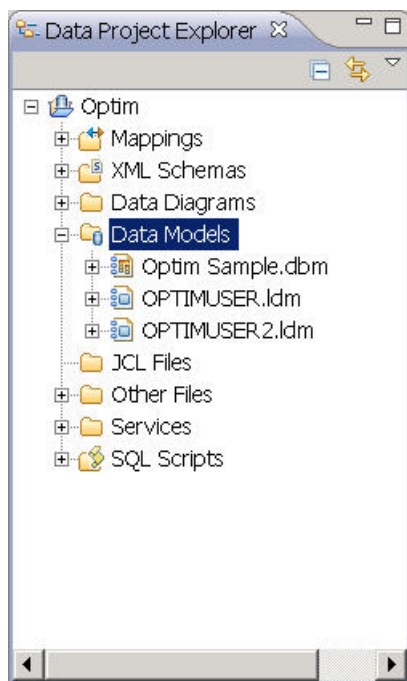 Data Project Explorer
Optim
Mappings
XML Schemas
Data Diagrams
Data Models
Optim Sample.dbm
OPTIMUSER.ldm
OPTIMUSER2.ldm
JCL Files
Other Files
Services
SQL Scripts